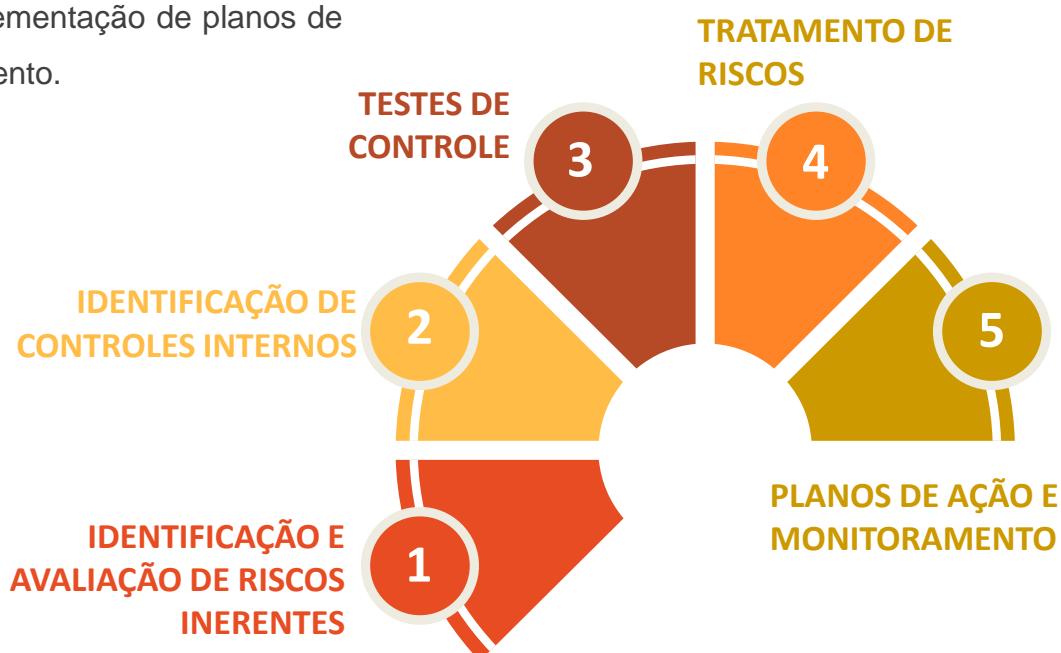 ementação de planos de
ento.
TRATAMENTO DE
RISCOS
TESTES DE
CONTROLE
3
4
IDENTIFICAÇÃO DE
CONTROLES INTERNOS
2
5
PLANOS DE AÇÃO E
MONITORAMENTO
IDENTIFICAÇÃO E
AVALIAÇÃO DE RISCOS
INERENTES
1